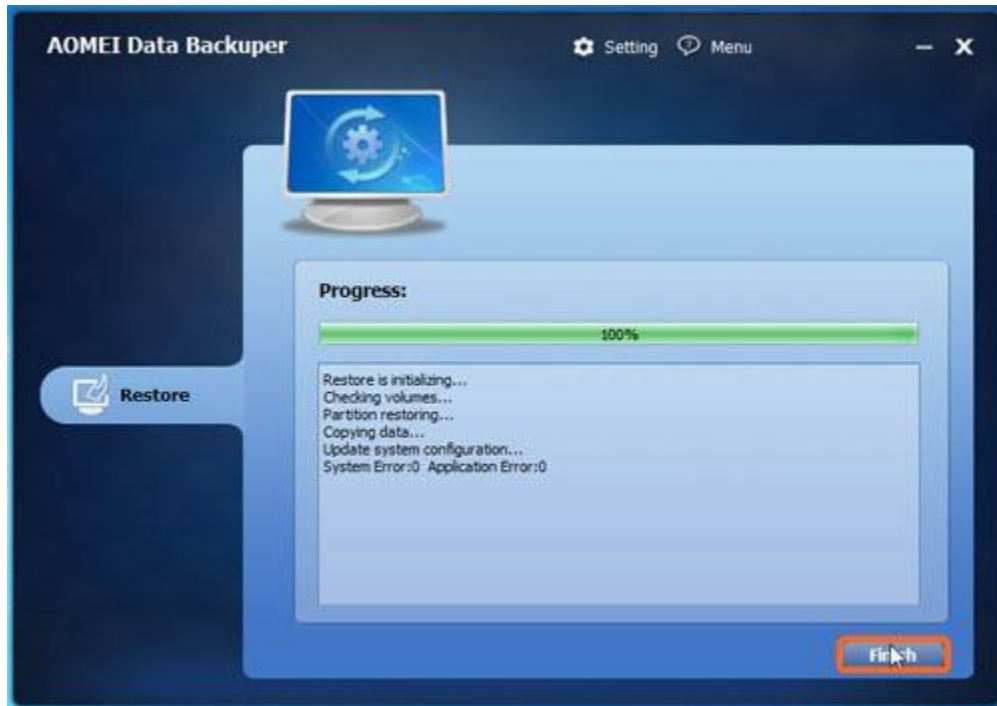 AOMEI Data Backuper
Setting Menu
Progress:
100%
Restore is initializing...
Checking volumes...
Partition restoring...
Copying data...
Update system configuration...
System Error:0 Application Error:0
Restore
Finish